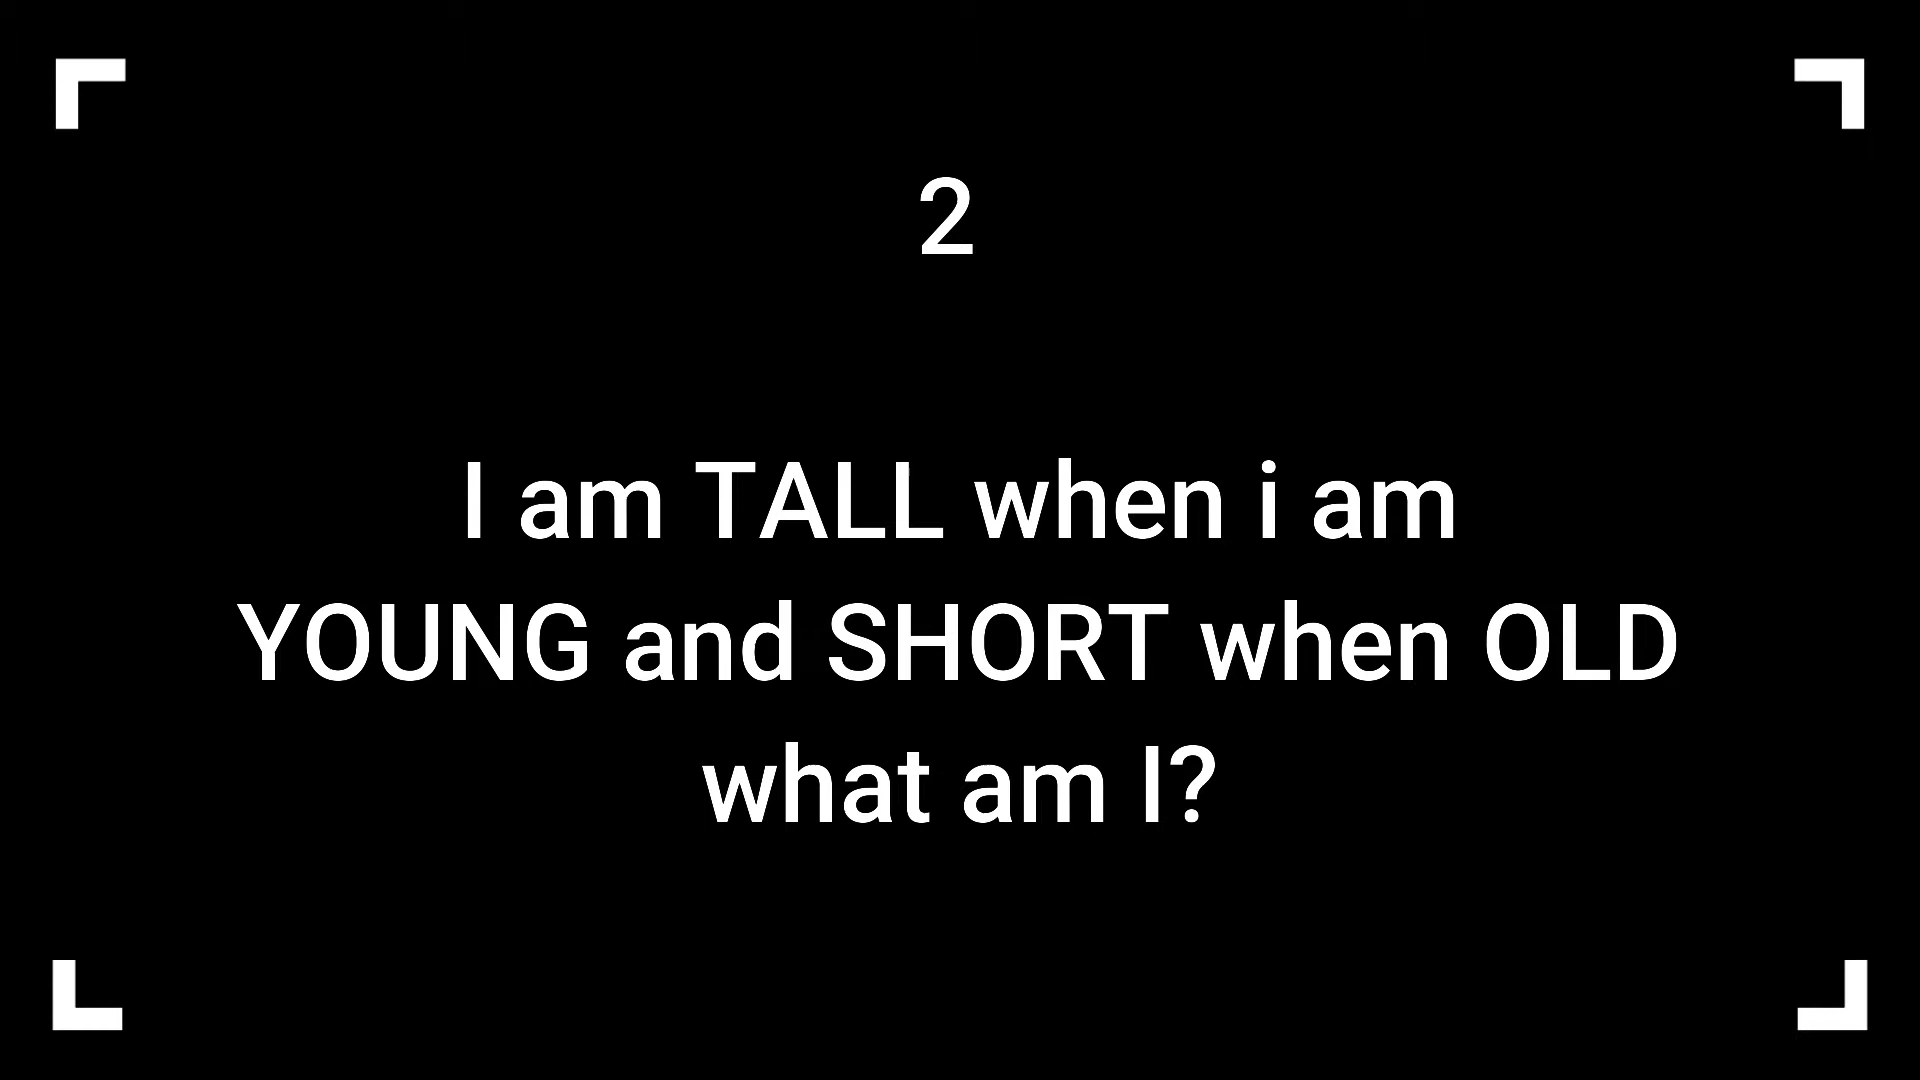 2
I am TALL when i am
YOUNG and SHORT when OLD
what am I?